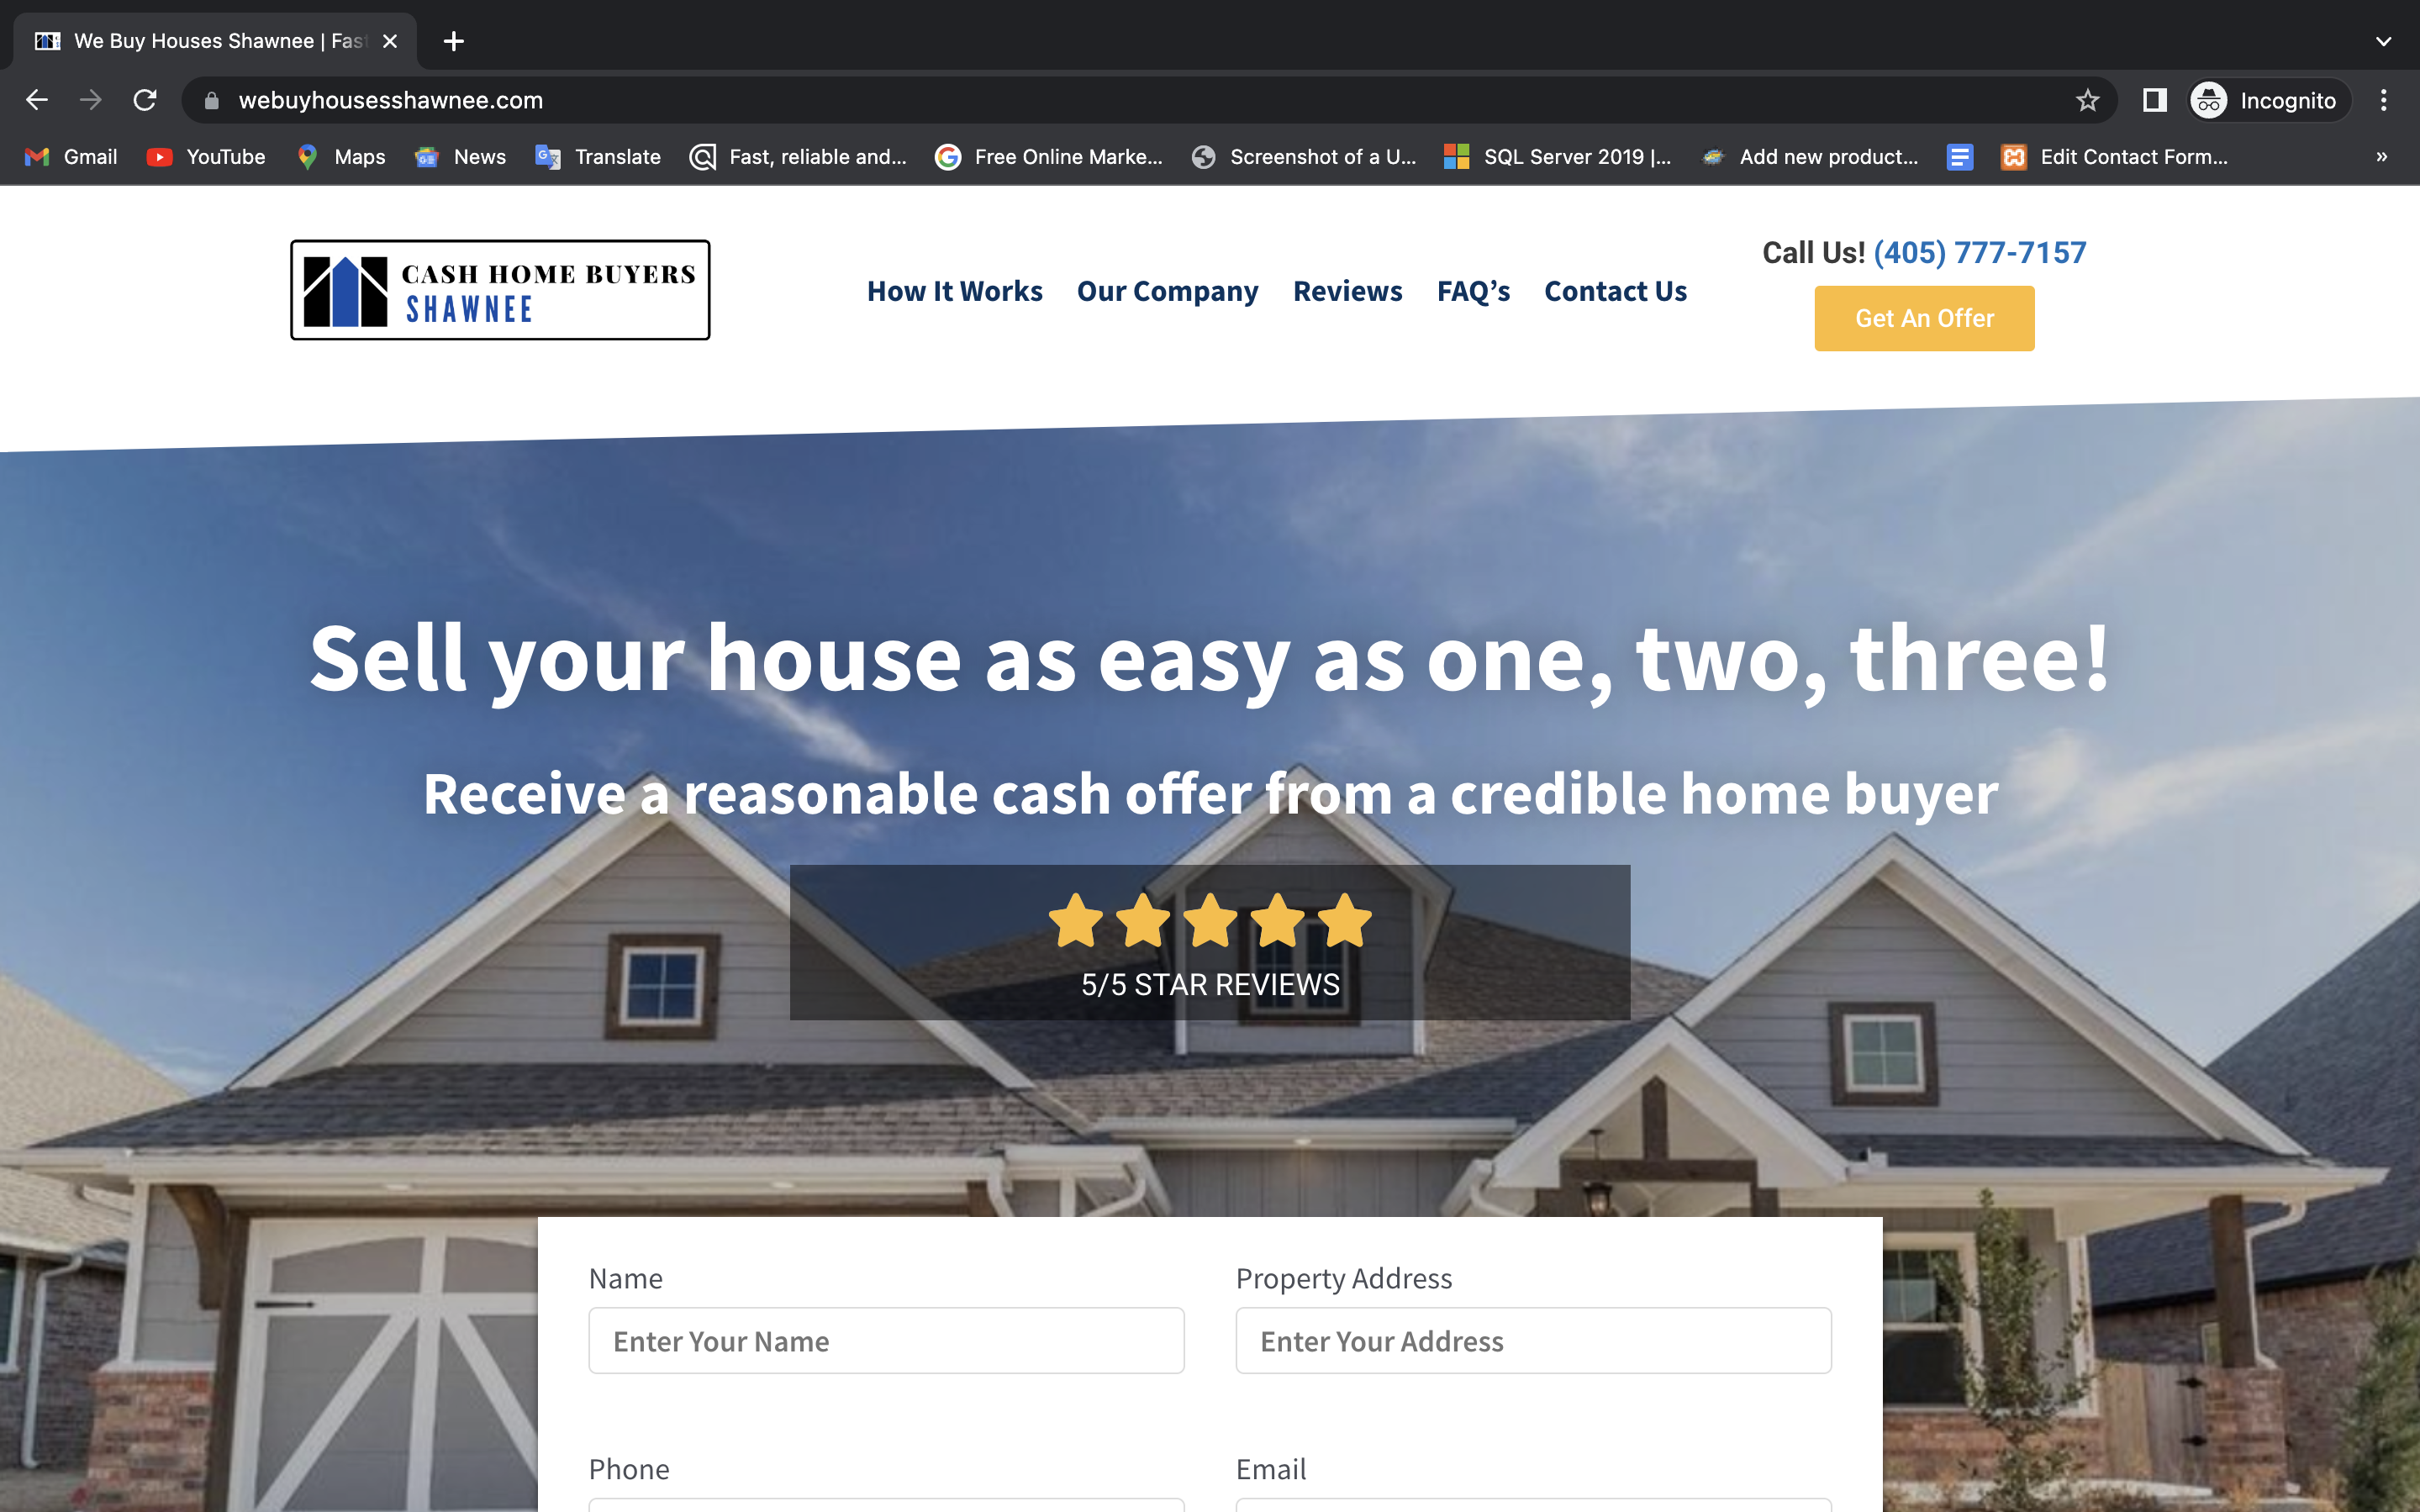 We Buy Houses Shawnee | Fas
webuyhousesshawnee.com
Incognito
Gmail
YouTube
Maps
News
Translate
Fast, reliable and...
Free Online Marke...
Screenshot of a U...
SQL Server 2019 |...
Add new product...
Edit Contact Form...
»
CASH HOME BUYERS
SHAWNEE
How It Works
Our Company
Reviews
FAQ’s
Contact Us
Call Us! (405) 777-7157
Get An Offer
Sell your house as easy as one, two, three!
Receive a reasonable cash offer from a credible home buyer
5/5 STAR REVIEWS
Name
Property Address
Enter Your Name
Enter Your Address
Phone
Email